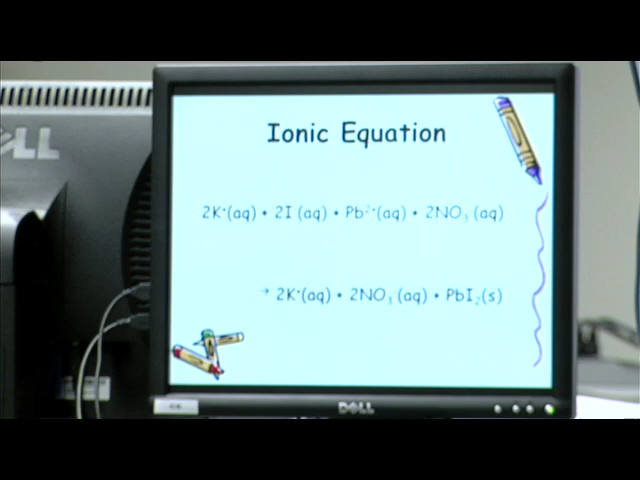 DELL
Ionic Equation
2K⁺(aq) + 2I (aq) + Pb²⁺(aq) + 2NO₃ (aq)
→ 2K⁺(aq) + 2NO₃ (aq) + PbI₂(s)
DELL